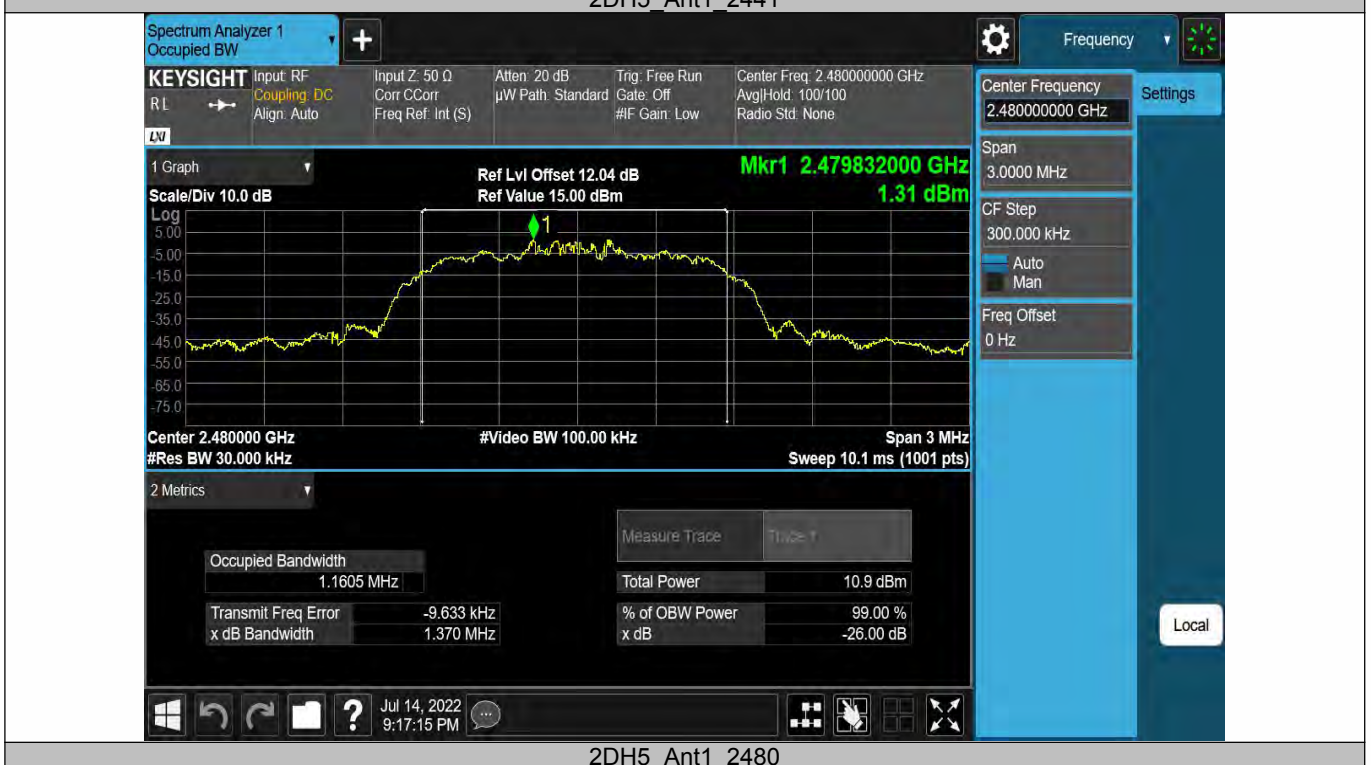 2DH5_Ant1_2441
Spectrum Analyzer 1
Occupied BW
Frequency
KEYSIGHT
RL
LXI
Input: RF
Coupling: DC
Align: Auto
Input Z: 50 Ω
Corr CCorr
Freq Ref: Int (S)
Atten: 20 dB
µW Path: Standard
Trig: Free Run
Gate: Off
#IF Gain: Low
Center Freq: 2.480000000 GHz
Avg|Hold: 100/100
Radio Std: None
Center Frequency
2.480000000 GHz
Settings
Span
3.0000 MHz
CF Step
300.000 kHz
Auto
Man
Freq Offset
0 Hz
1 Graph
Scale/Div 10.0 dB
Ref Lvl Offset 12.04 dB
Ref Value 15.00 dBm
Mkr1 2.479832000 GHz
1.31 dBm
Log
1
5.00
-5.00
-15.0
-25.0
-35.0
-45.0
-55.0
-65.0
-75.0
Center 2.480000 GHz
#Video BW 100.00 kHz
Span 3 MHz
#Res BW 30.000 kHz
Sweep 10.1 ms (1001 pts)
2 Metrics
Measure Trace
Trace 1
Occupied Bandwidth
1.1605 MHz
Total Power 10.9 dBm
Transmit Freq Error -9.633 kHz
% of OBW Power 99.00 %
x dB Bandwidth 1.370 MHz
x dB -26.00 dB
Local
?
Jul 14, 2022
9:17:15 PM
2DH5_Ant1_2480